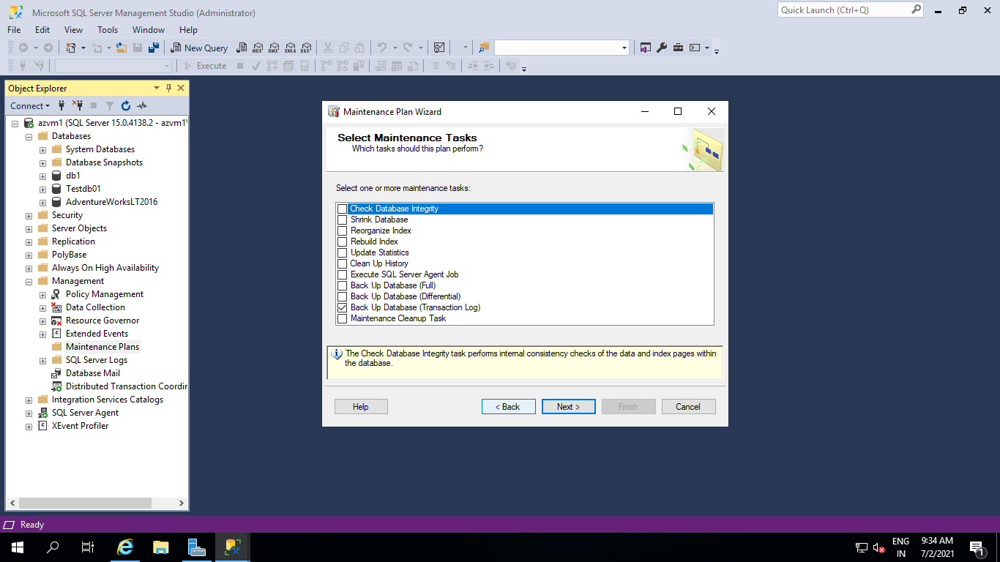 Microsoft SQL Server Management Studio (Administrator)
Quick Launch (Ctrl+Q)
File Edit View Tools Window Help
New Query
MDX DMX XMLA DAX
Execute
Object Explorer
Connect
azvm1 (SQL Server 15.0.4138.2 - azvm1\
Databases
System Databases
Database Snapshots
db1
Testdb01
AdventureWorksLT2016
Security
Server Objects
Replication
PolyBase
Always On High Availability
Management
Policy Management
Data Collection
Resource Governor
Extended Events
Maintenance Plans
SQL Server Logs
Database Mail
Distributed Transaction Coordin
Integration Services Catalogs
SQL Server Agent
XEvent Profiler
Maintenance Plan Wizard
Select Maintenance Tasks
Which tasks should this plan perform?
Select one or more maintenance tasks:
Check Database Integrity
Shrink Database
Reorganize Index
Rebuild Index
Update Statistics
Clean Up History
Execute SQL Server Agent Job
Back Up Database (Full)
Back Up Database (Differential)
Back Up Database (Transaction Log)
Maintenance Cleanup Task
The Check Database Integrity task performs internal consistency checks of the data and index pages within
the database.
Help < Back Next > Finish Cancel
Ready
ENG
IN
9:34 AM
7/2/2021
1